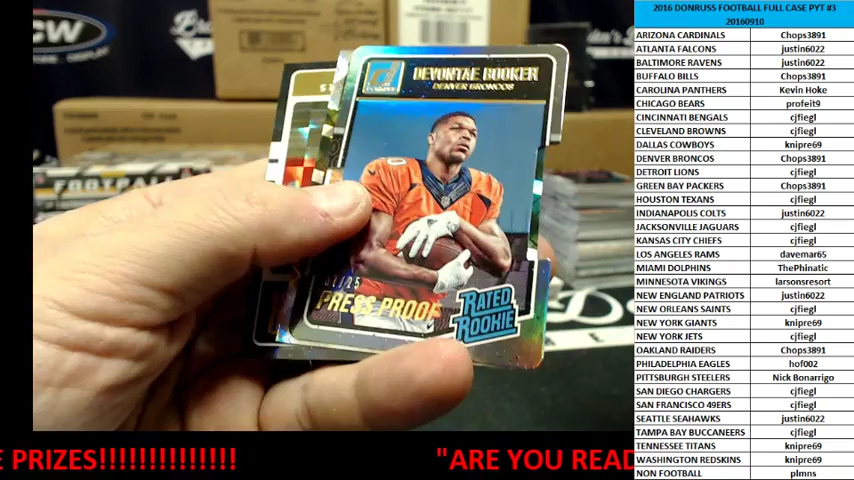 2016 DONRUSS FOOTBALL FULL CASE PYT #3
20160910
ARIZONA CARDINALS Chops3891
ATLANTA FALCONS justin6022
BALTIMORE RAVENS justin6022
BUFFALO BILLS Chops3891
CAROLINA PANTHERS Kevin Hoke
CHICAGO BEARS profeit9
CINCINNATI BENGALS cjfiegl
CLEVELAND BROWNS cjfiegl
DALLAS COWBOYS knipre69
DENVER BRONCOS Chops3891
DETROIT LIONS cjfiegl
GREEN BAY PACKERS Chops3891
HOUSTON TEXANS cjfiegl
INDIANAPOLIS COLTS justin6022
JACKSONVILLE JAGUARS cjfiegl
KANSAS CITY CHIEFS cjfiegl
LOS ANGELES RAMS davemar65
MIAMI DOLPHINS ThePhinatic
MINNESOTA VIKINGS larsonsresort
NEW ENGLAND PATRIOTS justin6022
NEW ORLEANS SAINTS cjfiegl
NEW YORK GIANTS knipre69
NEW YORK JETS cjfiegl
OAKLAND RAIDERS Chops3891
PHILADELPHIA EAGLES hof002
PITTSBURGH STEELERS Nick Bonarrigo
SAN DIEGO CHARGERS cjfiegl
SAN FRANCISCO 49ERS cjfiegl
SEATTLE SEAHAWKS justin6022
TAMPA BAY BUCCANEERS cjfiegl
TENNESSEE TITANS knipre69
WASHINGTON REDSKINS knipre69
NON FOOTBALL plmns
DEVONTAE BOOKER
DENVER BRONCOS
PRESS PROOF
RATED
ROOKIE
CW
FOOTBALL
E PRIZES!!!!!!!!!!!!!! "ARE YOU READ